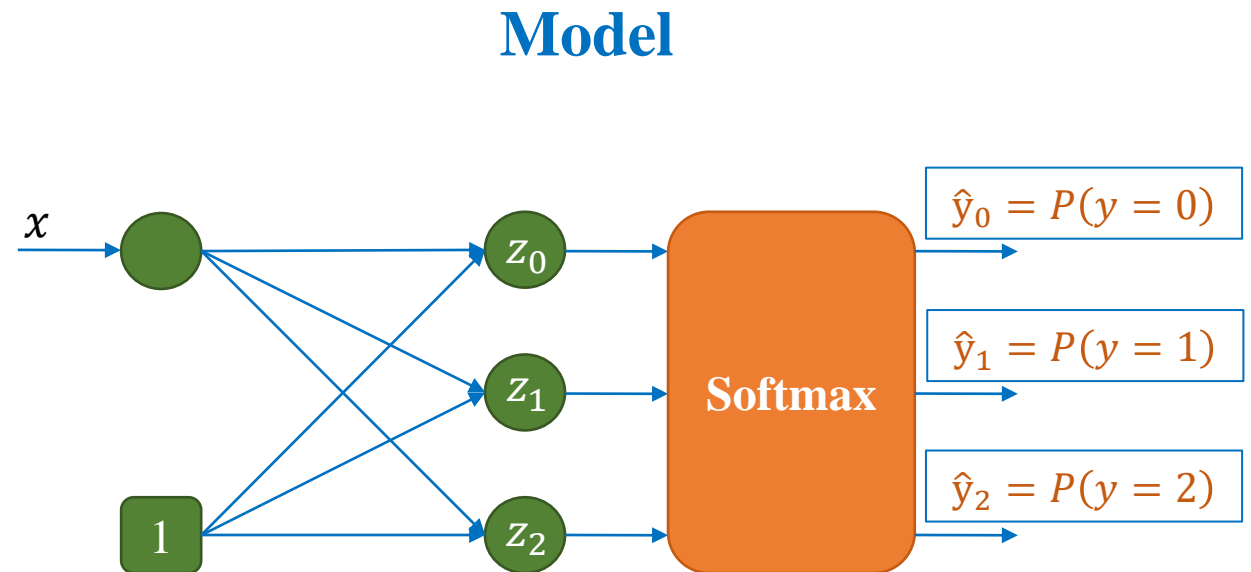 Model
x
z₀
ŷ₀ = P(y = 0)
z₁
Softmax
ŷ₁ = P(y = 1)
1
z₂
ŷ₂ = P(y = 2)